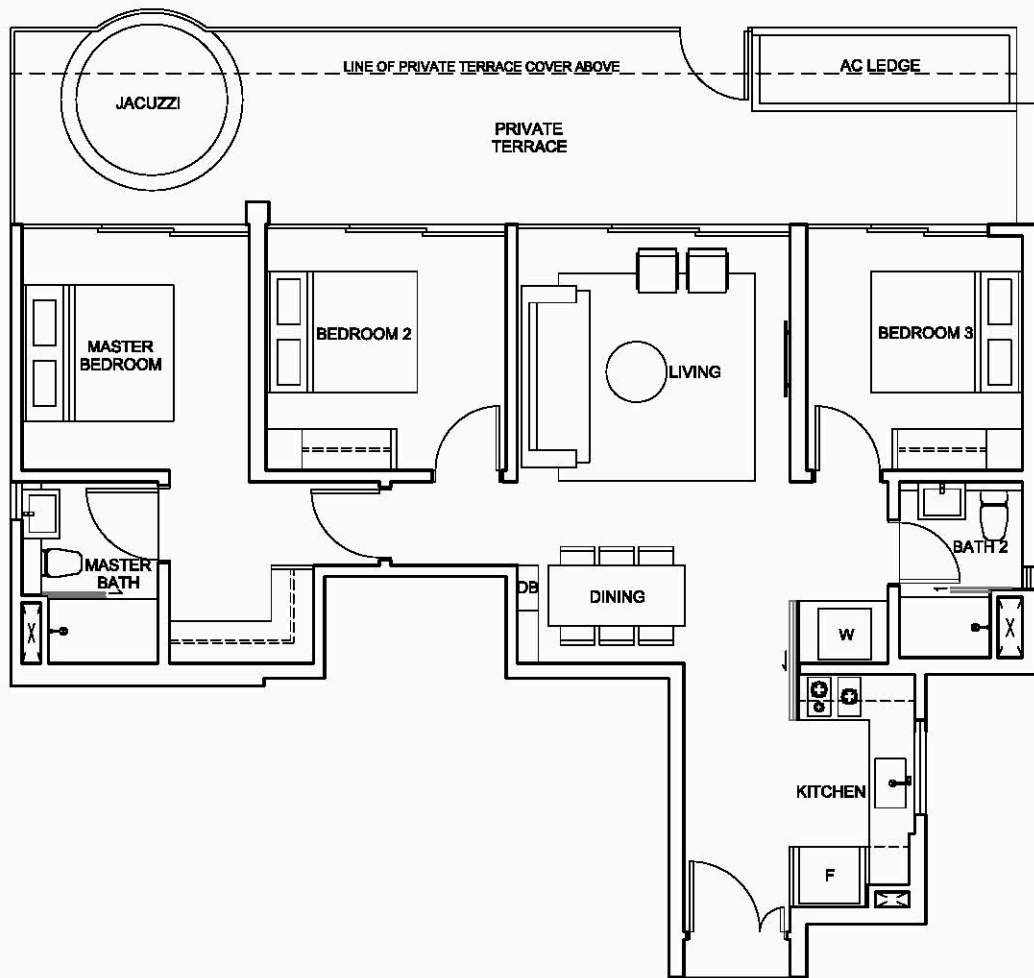 LINE OF PRIVATE TERRACE COVER ABOVE
AC LEDGE
JACUZZI
PRIVATE
TERRACE
MASTER
BEDROOM
BEDROOM 2
LIVING
BEDROOM 3
MASTER
BATH
BATH 2
DB
DINING
W
KITCHEN
F